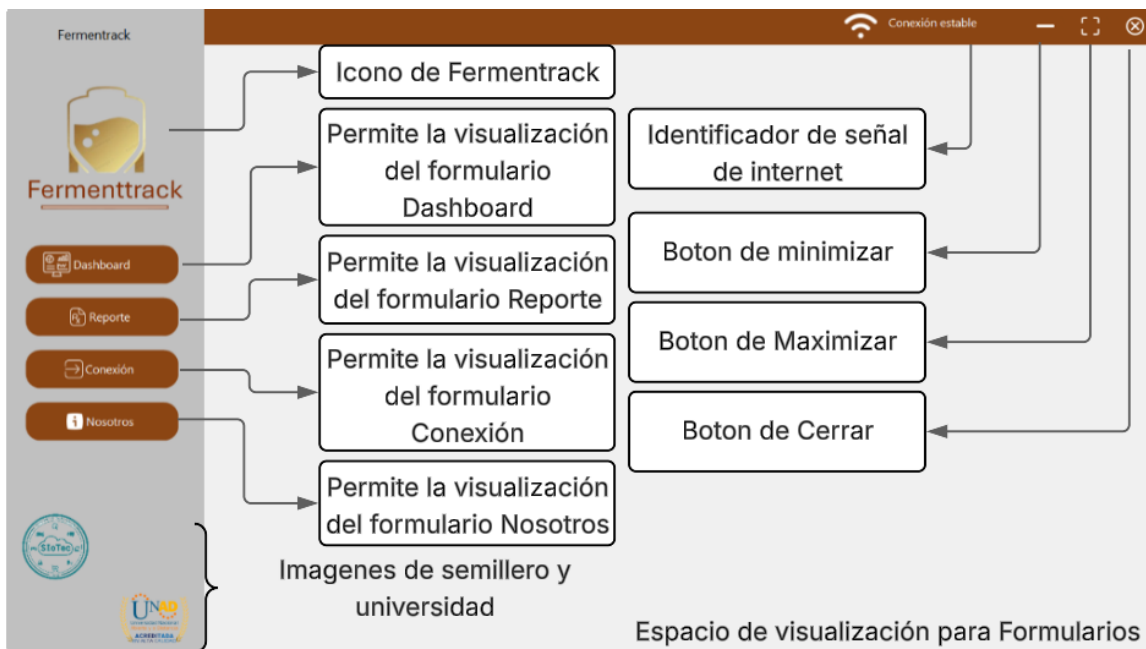 Fermentrack
Conexión estable
Icono de Fermentrack
Permite la visualización
del formulario
Dashboard
Identificador de señal
de internet
Fermenttrack
Boton de minimizar
Dashboard
Permite la visualización
del formulario Reporte
Reporte
Boton de Maximizar
Conexión
Permite la visualización
del formulario
Conexión
Nosotros
Boton de Cerrar
Permite la visualización
del formulario Nosotros
Imagenes de semillero y
universidad
UNAD
ACREDITADA
Espacio de visualización para Formularios